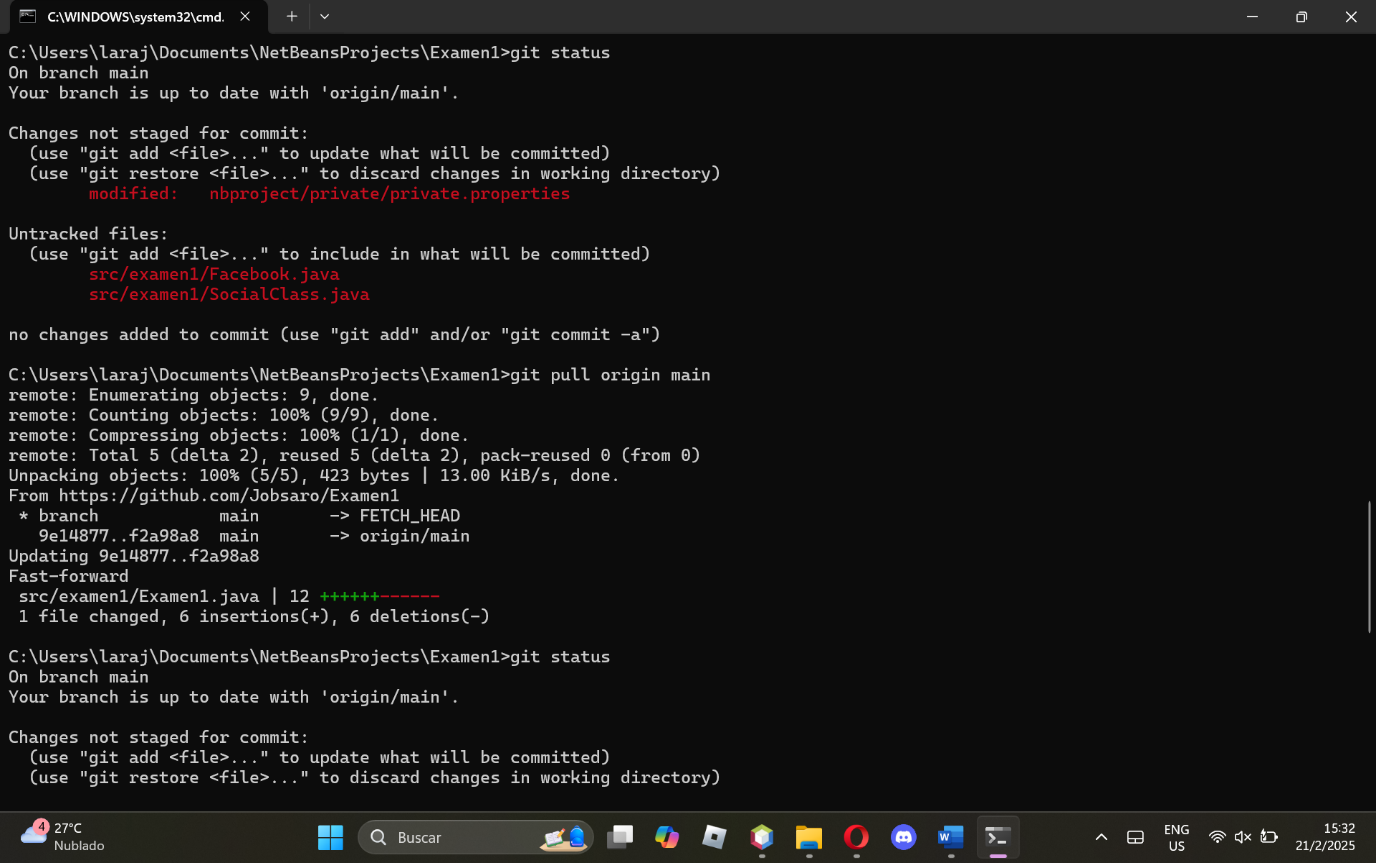 C:\WINDOWS\system32\cmd.
C:\Users\laraj\Documents\NetBeansProjects\Examen1>git status
On branch main
Your branch is up to date with 'origin/main'.
Changes not staged for commit:
(use "git add <file>..." to update what will be committed)
(use "git restore <file>..." to discard changes in working directory)
modified:   nbproject/private/private.properties
Untracked files:
(use "git add <file>..." to include in what will be committed)
src/examen1/Facebook.java
src/examen1/SocialClass.java
no changes added to commit (use "git add" and/or "git commit -a")
C:\Users\laraj\Documents\NetBeansProjects\Examen1>git pull origin main
remote: Enumerating objects: 9, done.
remote: Counting objects: 100% (9/9), done.
remote: Compressing objects: 100% (1/1), done.
remote: Total 5 (delta 2), reused 5 (delta 2), pack-reused 0 (from 0)
Unpacking objects: 100% (5/5), 423 bytes | 13.00 KiB/s, done.
From https://github.com/Jobsaro/Examen1
* branch            main       -> FETCH_HEAD
9e14877..f2a98a8  main       -> origin/main
Updating 9e14877..f2a98a8
Fast-forward
src/examen1/Examen1.java | 12 ++++++------
1 file changed, 6 insertions(+), 6 deletions(-)
C:\Users\laraj\Documents\NetBeansProjects\Examen1>git status
On branch main
Your branch is up to date with 'origin/main'.
Changes not staged for commit:
(use "git add <file>..." to update what will be committed)
(use "git restore <file>..." to discard changes in working directory)
4
27°C
Nublado
Buscar
W
ENG
US
15:32
21/2/2025